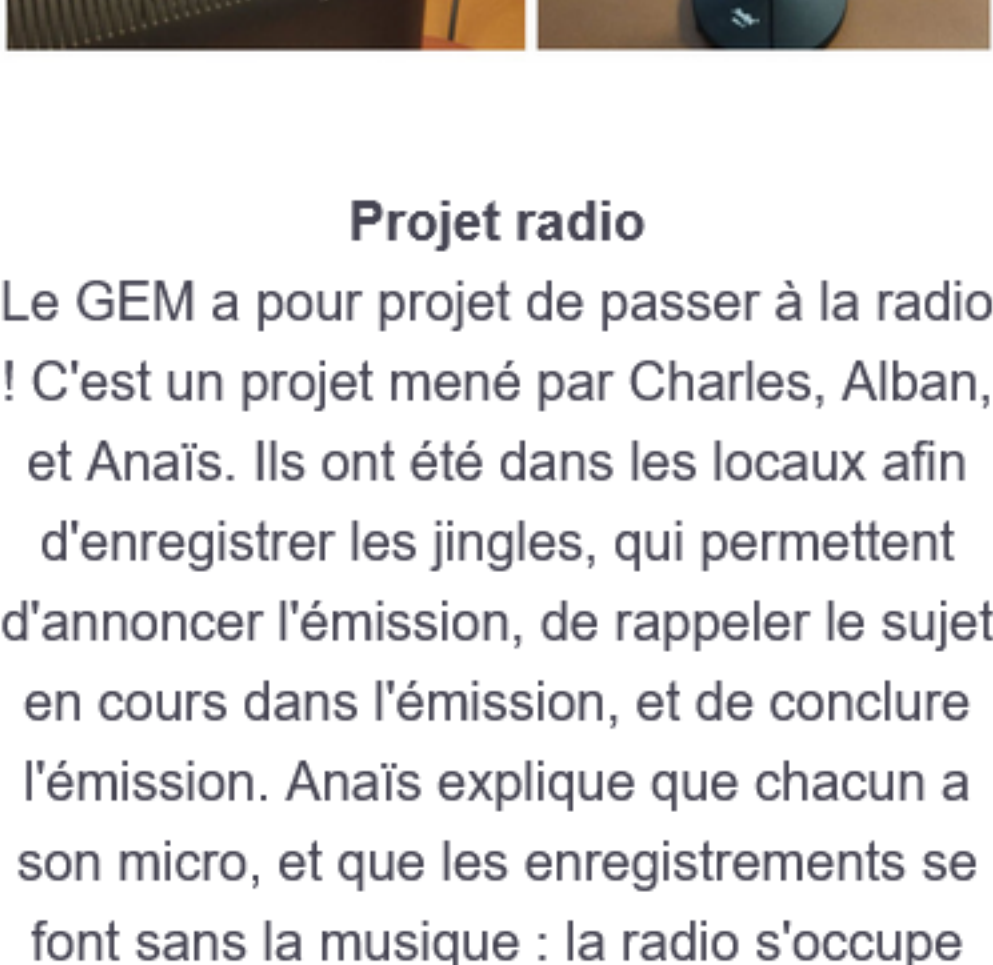 Projet radio
Le GEM a pour projet de passer à la radio
! C'est un projet mené par Charles, Alban,
et Anaïs. Ils ont été dans les locaux afin
d'enregistrer les jingles, qui permettent
d'annoncer l'émission, de rappeler le sujet
en cours dans l'émission, et de conclure
l'émission. Anaïs explique que chacun a
son micro, et que les enregistrements se
font sans la musique : la radio s'occupe